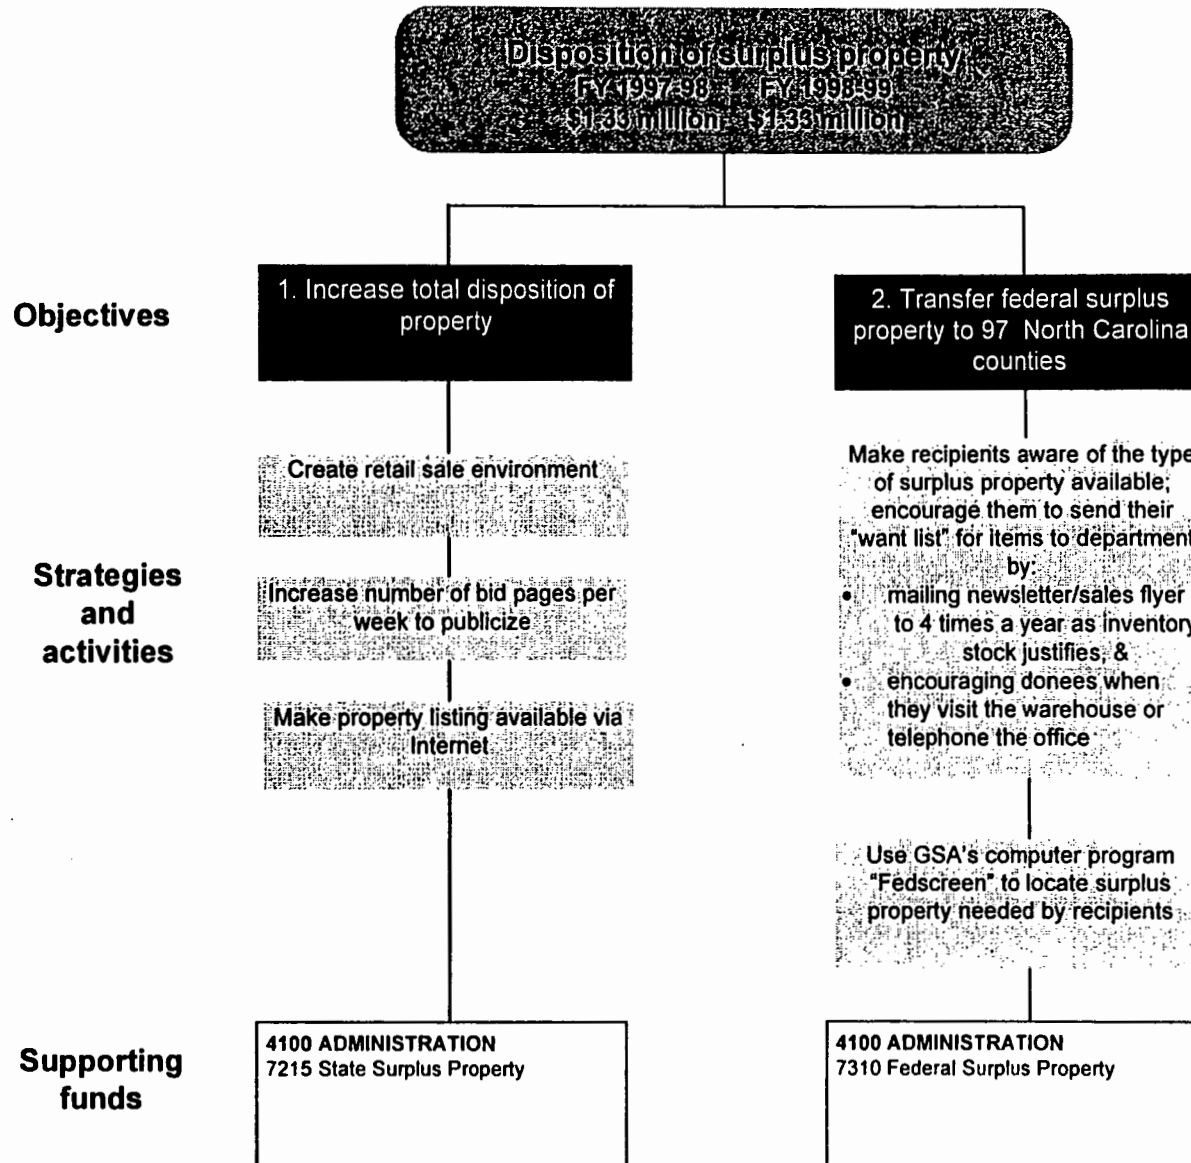 Disposition of surplus property
FY 1997-98 FY 1998-99
$1.33 million $1.33 million
Objectives
1. Increase total disposition of
property
2. Transfer federal surplus
property to 97 North Carolina
counties
Strategies
and
activities
Create retail sale environment
Increase number of bid pages per
week to publicize
Make property listing available via
Internet
Make recipients aware of the type
of surplus property available;
encourage them to send their
"want list" for items to department
by:
• mailing newsletter/sales flyer
to 4 times a year as inventory
stock justifies, &
• encouraging donees when
they visit the warehouse or
telephone the office
Use GSA's computer program
"Fedscreen" to locate surplus
property needed by recipients
Supporting
funds
4100 ADMINISTRATION
7215 State Surplus Property
4100 ADMINISTRATION
7310 Federal Surplus Property